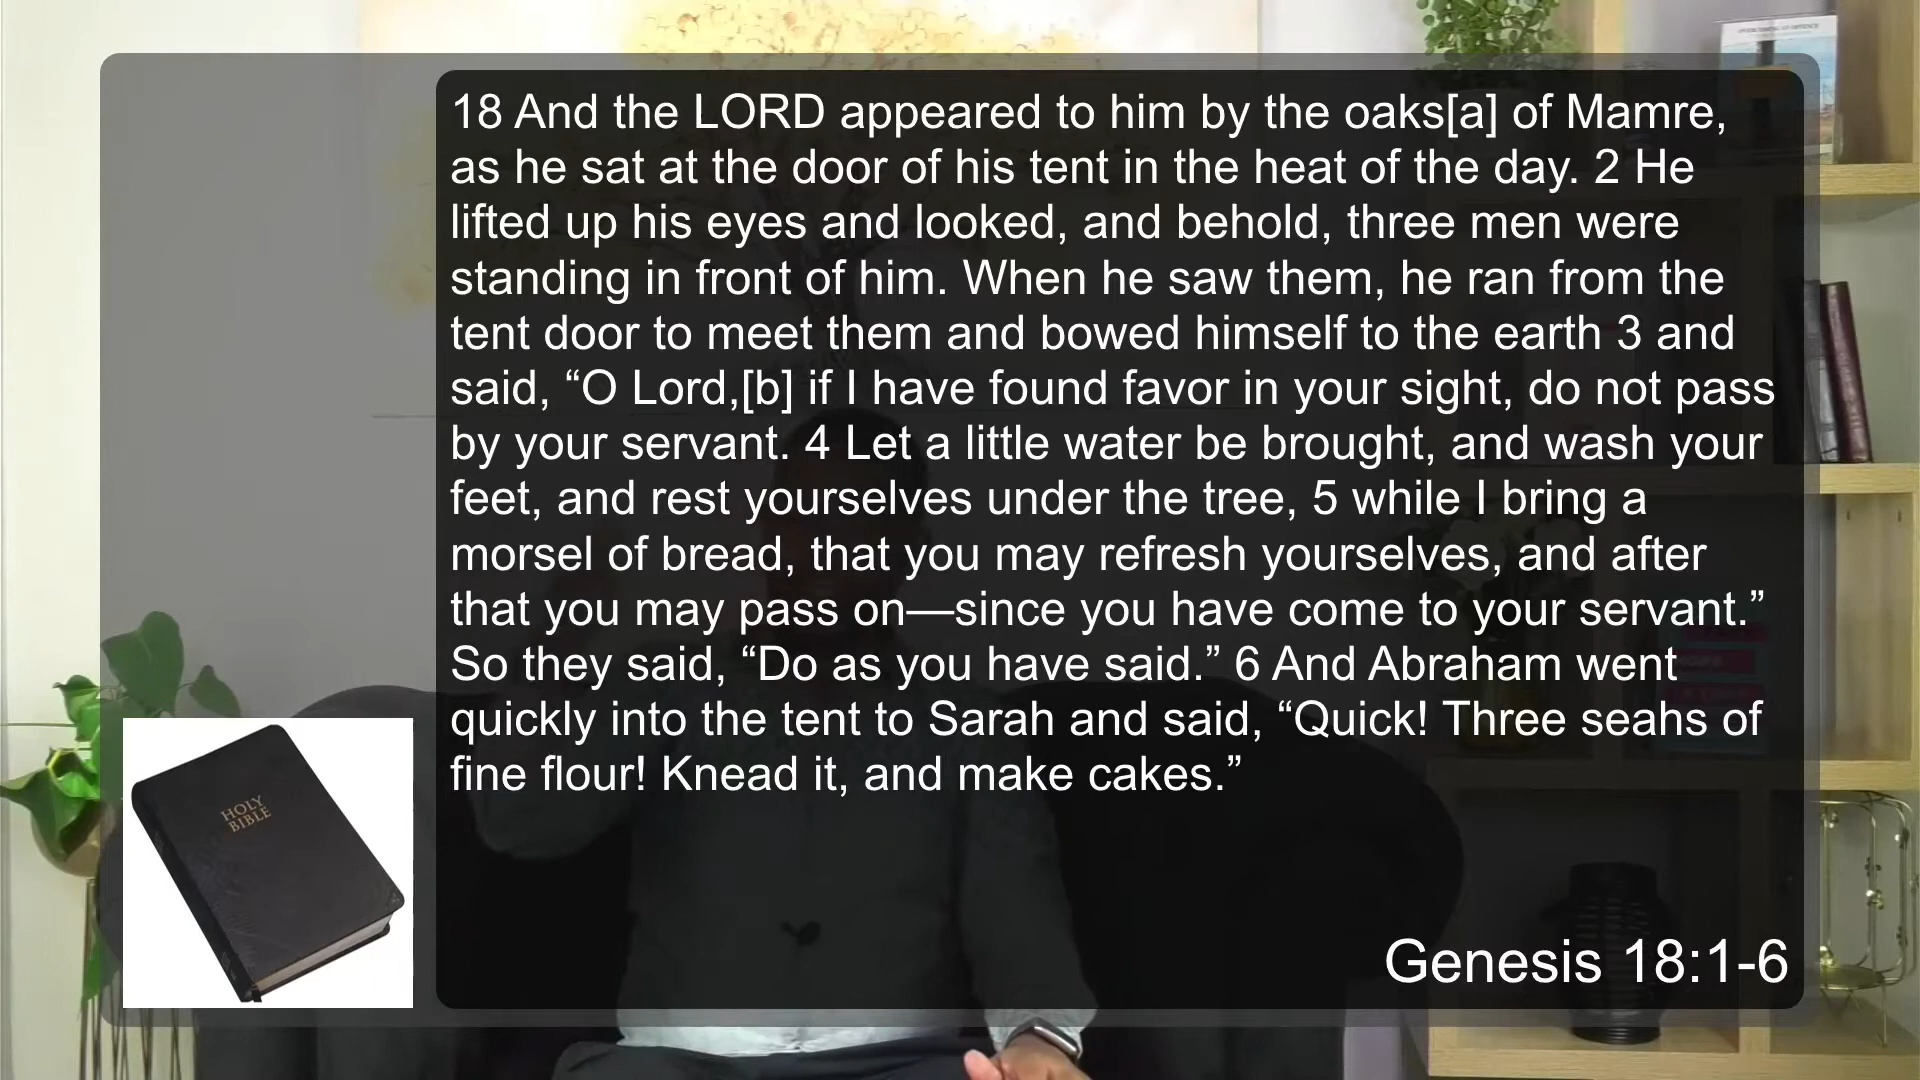 18 And the LORD appeared to him by the oaks[a] of Mamre,
as he sat at the door of his tent in the heat of the day. 2 He
lifted up his eyes and looked, and behold, three men were
standing in front of him. When he saw them, he ran from the
tent door to meet them and bowed himself to the earth 3 and
said, “O Lord,[b] if I have found favor in your sight, do not pass
by your servant. 4 Let a little water be brought, and wash your
feet, and rest yourselves under the tree, 5 while I bring a
morsel of bread, that you may refresh yourselves, and after
that you may pass on—since you have come to your servant.”
So they said, “Do as you have said.” 6 And Abraham went
quickly into the tent to Sarah and said, “Quick! Three seahs of
fine flour! Knead it, and make cakes.”
Genesis 18:1-6
HOLY
BIBLE